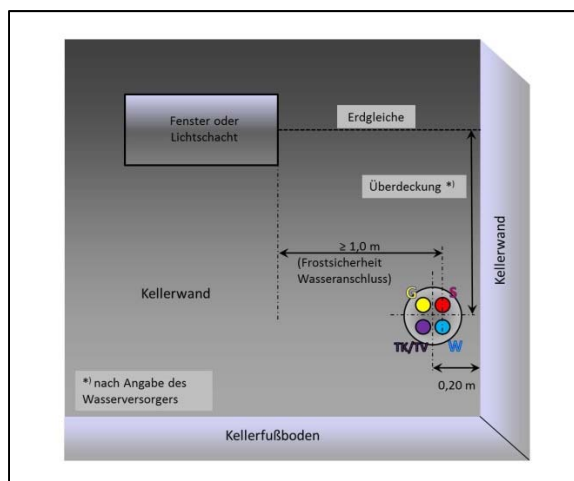 Fenster oder
Lichtschacht
Erdgleiche
Überdeckung *)
≥ 1,0 m
(Frostsicherheit
Wasseranschluss)
Kellerwand
Kellerwand
G S
TK/TV W
0,20 m
*) nach Angabe des
Wasserversorgers
Kellerfußboden